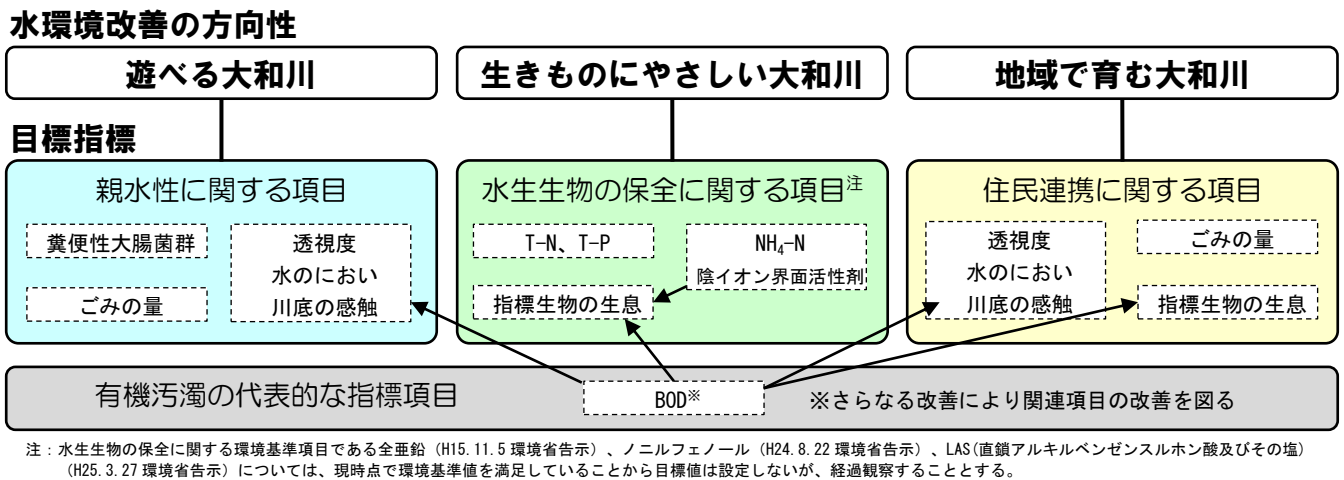 水環境改善の方向性
遊べる大和川
生きものにやさしい大和川
地域で育む大和川
目標指標
親水性に関する項目
糞便性大腸菌群
ごみの量
透視度
水のにおい
川底の感触
水生生物の保全に関する項目注
T-N、T-P
指標生物の生息
NH₄-N
陰イオン界面活性剤
住民連携に関する項目
透視度
水のにおい
川底の感触
ごみの量
指標生物の生息
有機汚濁の代表的な指標項目
BOD※
※さらなる改善により関連項目の改善を図る
注：水生生物の保全に関する環境基準項目である全亜鉛（H15.11.5環境省告示）、ノニルフェノール（H24.8.22環境省告示）、LAS(直鎖アルキルベンゼンスルホン酸及びその塩)
(H25.3.27環境省告示）については、現時点で環境基準値を満足していることから目標値は設定しないが、経過観察することとする。